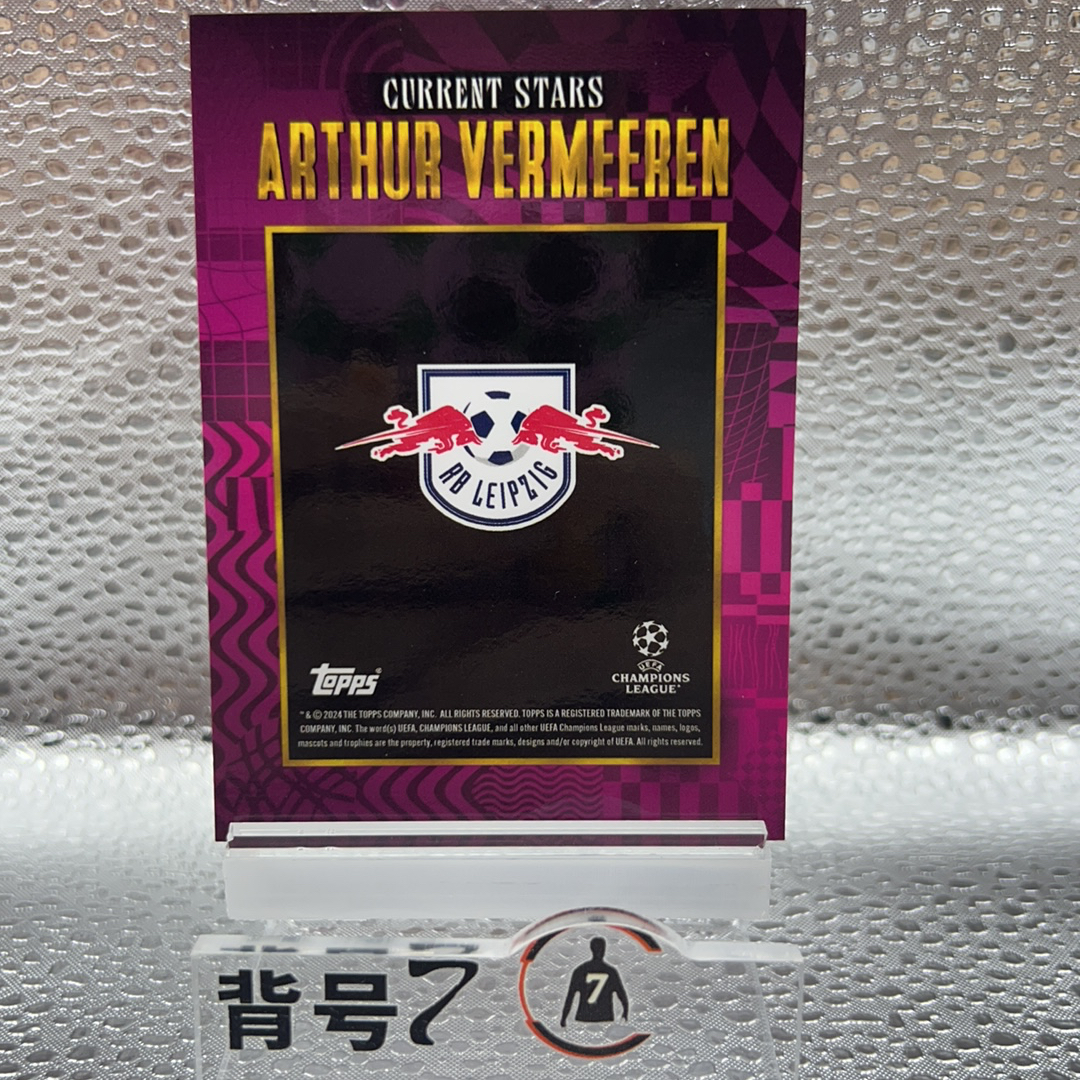 CURRENT STARS
ARTHUR VERMEEREN
RB LEIPZIG
Topps®
UEFA
CHAMPIONS
LEAGUE®
® & © 2024 THE TOPPS COMPANY, INC. ALL RIGHTS RESERVED. TOPPS IS A REGISTERED TRADEMARK OF THE TOPPS
COMPANY, INC. The word(s) UEFA, CHAMPIONS LEAGUE, and all other UEFA Champions League marks, names, logos,
mascots and trophies are the property, registered trade marks, designs and/or copyright of UEFA. All rights reserved.
背号7
7